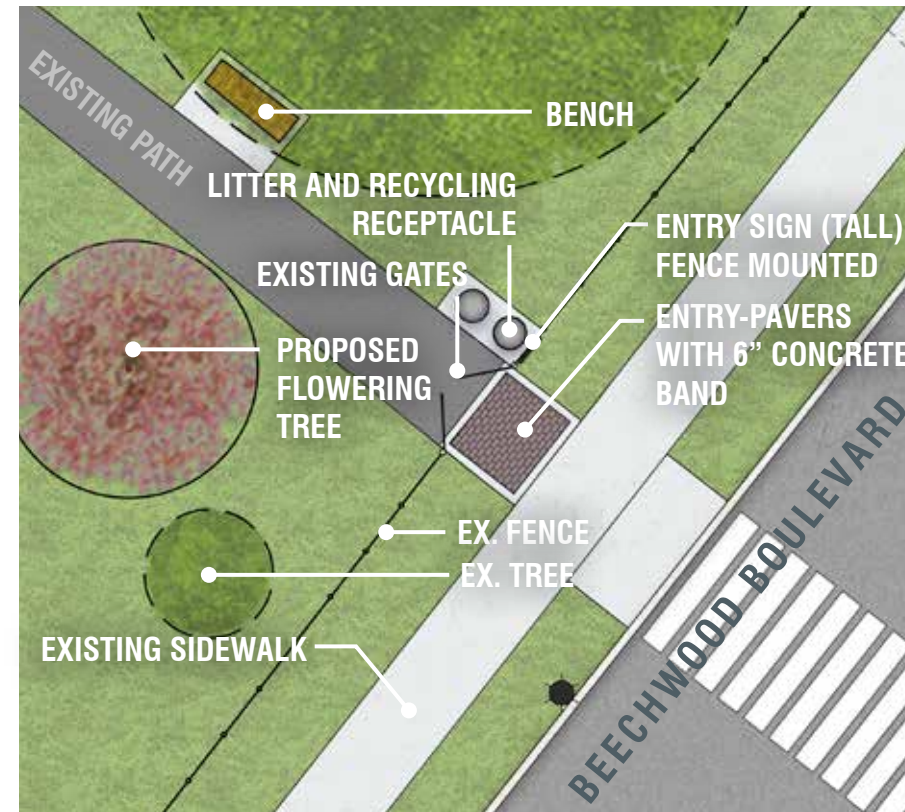 EXISTING PATH
BENCH
LITTER AND RECYCLING
RECEPTACLE
ENTRY SIGN (TALL)
FENCE MOUNTED
EXISTING GATES
ENTRY-PAVERS
WITH 6” CONCRETE
BAND
PROPOSED
FLOWERING
TREE
BEECHWOOD BOULEVARD
EX. FENCE
EX. TREE
EXISTING SIDEWALK